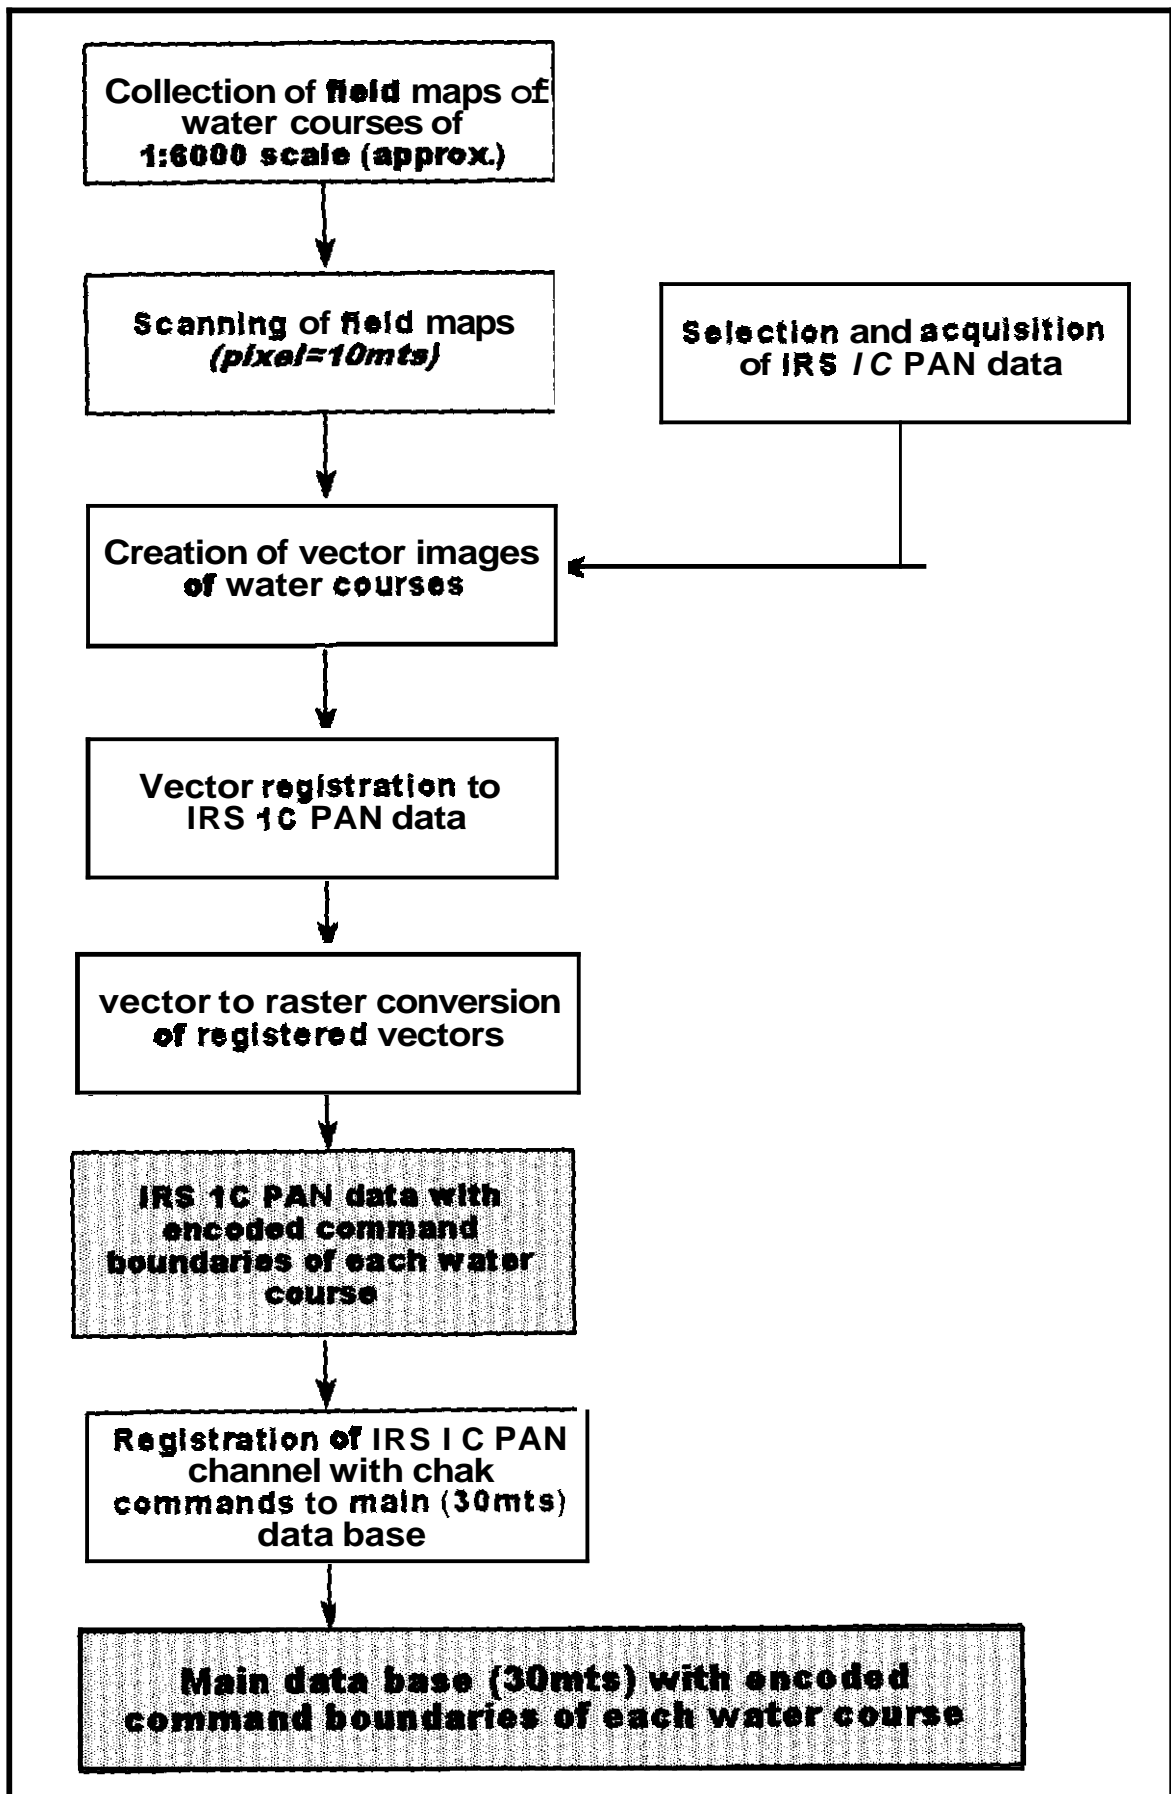 Collection of field maps of
water courses of
1:6000 scale (approx.)
Scanning of field maps
(pixel=10mts)
Selection and acquisition
of IRS IC PAN data
Creation of vector images
of water courses
Vector registration to
IRS 1C PAN data
vector to raster conversion
of registered vectors
IRS 1C PAN data with
encoded command
boundaries of each water
course
Registration of IRS I C PAN
channel with chak
commands to main (30mts)
data base
Main data base (30mts) with encoded
command boundaries of each water course